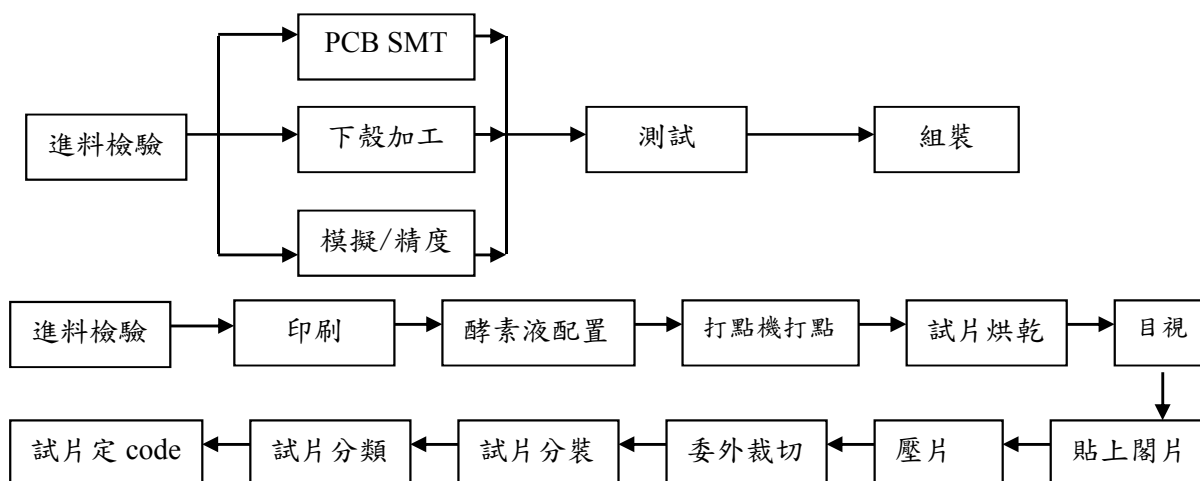 PCB SMT
進料檢驗
下殼加工
測試
組裝
模擬/精度
進料檢驗
印刷
酵素液配置
打點機打點
試片烘乾
目視
試片定 code
試片分類
試片分裝
委外裁切
壓片
貼上閣片